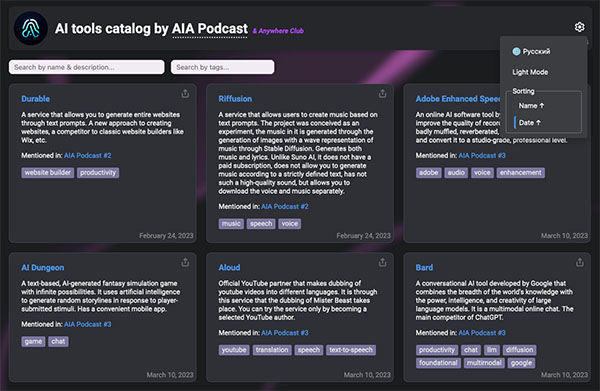 AI tools catalog by AIA Podcast & Anywhere Club
Русский
Light Mode
Sorting
Name ↑
Date ↑
Search by name & description...
Search by tags...
Durable
A service that allows you to generate entire websites
through text prompts. A new approach to creating
websites, a competitor to classic website builders like
Wix, etc.
Mentioned in: AIA Podcast #2
website builder productivity
February 24, 2023
Riffusion
A service that allows users to create music based on
text prompts. The project was conceived as an
experiment, the music in it is generated through the
generation of images with a wave representation of
music through Stable Diffusion. Generates both
music and lyrics. Unlike Suno AI, it does not have a
paid subscription, does not allow you to generate
music according to a strictly defined text, has not
such a high-quality sound, but allows you to
download the voice and music separately.
Mentioned in: AIA Podcast #2
music speech voice
February 24, 2023
Adobe Enhanced Speec
An online AI software tool by
improve the quality of recor
badly muffled, reverberated,
and convert it to a studio-grade, professional level.
Mentioned in: AIA Podcast #3
adobe audio voice enhancement
March 10, 2023
AI Dungeon
A text-based, AI-generated fantasy simulation game
with infinite possibilities. It uses artificial intelligence
to generate random storylines in response to player-
submitted stimuli. Has a convenient mobile app.
Mentioned in: AIA Podcast #3
game chat
March 10, 2023
Aloud
Official YouTube partner that makes dubbing of
youtube videos into different languages. It is through
this service that the dubbing of Mister Beast takes
place. You can try the service only by becoming a
selected YouTube author.
Mentioned in: AIA Podcast #3
youtube translation speech text-to-speech
March 10, 2023
Bard
A conversational AI tool developed by Google that
combines the breadth of the world's knowledge with
the power, intelligence, and creativity of large
language models. It is a multimodal online chat. The
main competitor of ChatGPT.
Mentioned in: AIA Podcast #3
productivity chat llm diffusion
foundational multimodal google
March 10, 2023